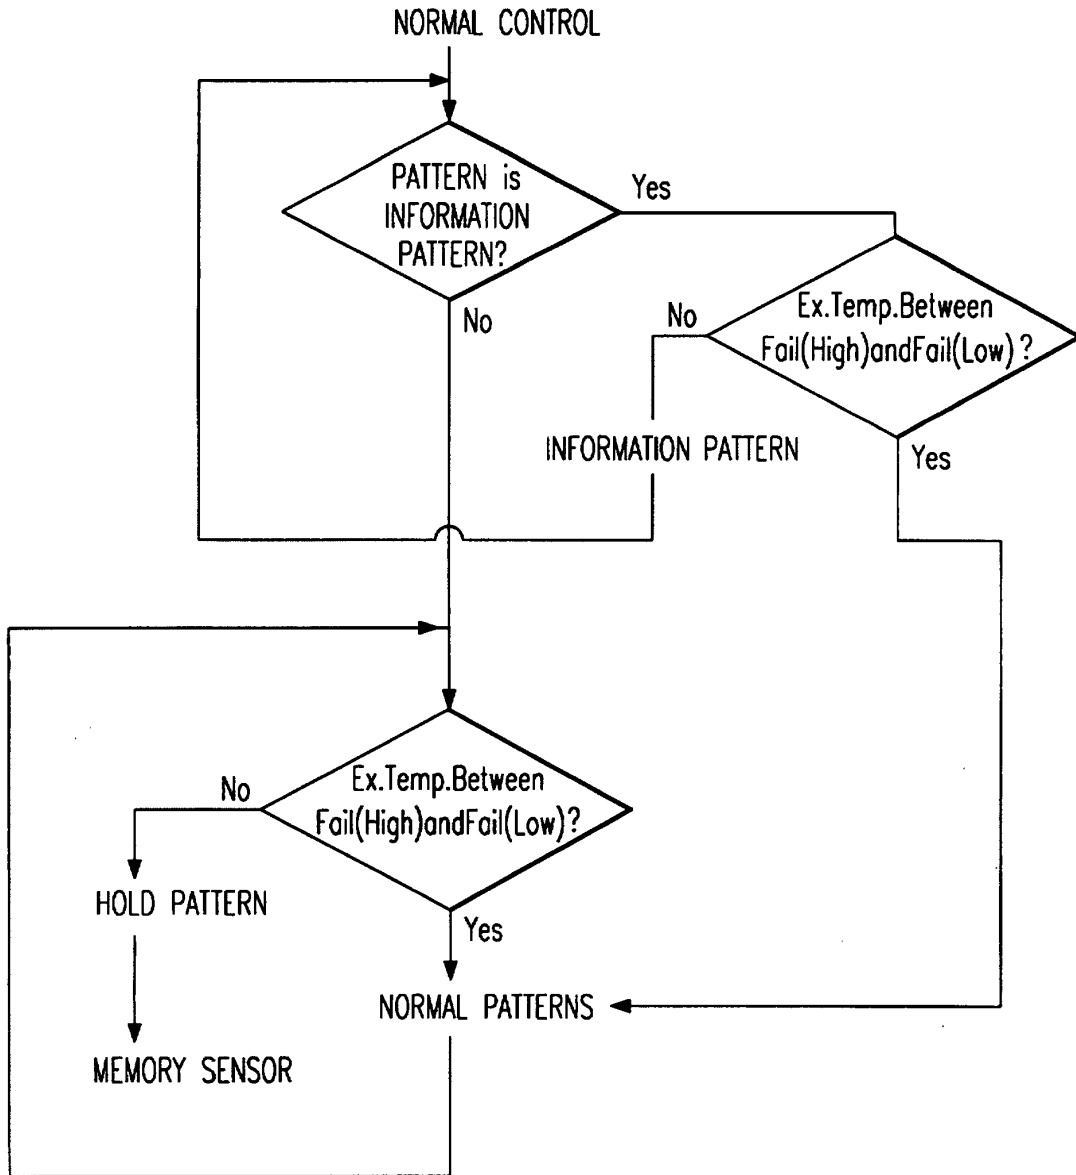 NORMAL CONTROL
PATTERN is
INFORMATION
PATTERN?
Yes
No
Ex.Temp.Between
Fail(High)andFail(Low)?
No
Yes
INFORMATION PATTERN
Ex.Temp.Between
Fail(High)andFail(Low)?
No
Yes
HOLD PATTERN
NORMAL PATTERNS
MEMORY SENSOR